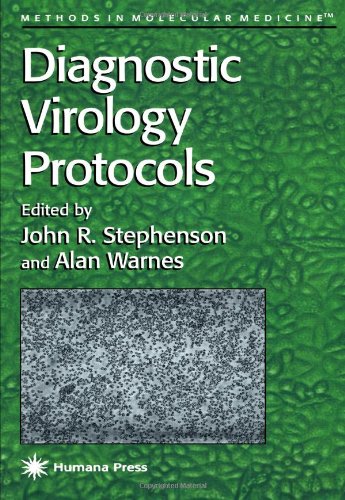 METHODS IN MOLECULAR MEDICINE™
Diagnostic
Virology
Protocols
Edited by
John R. Stephenson
and Alan Warnes
Humana Press